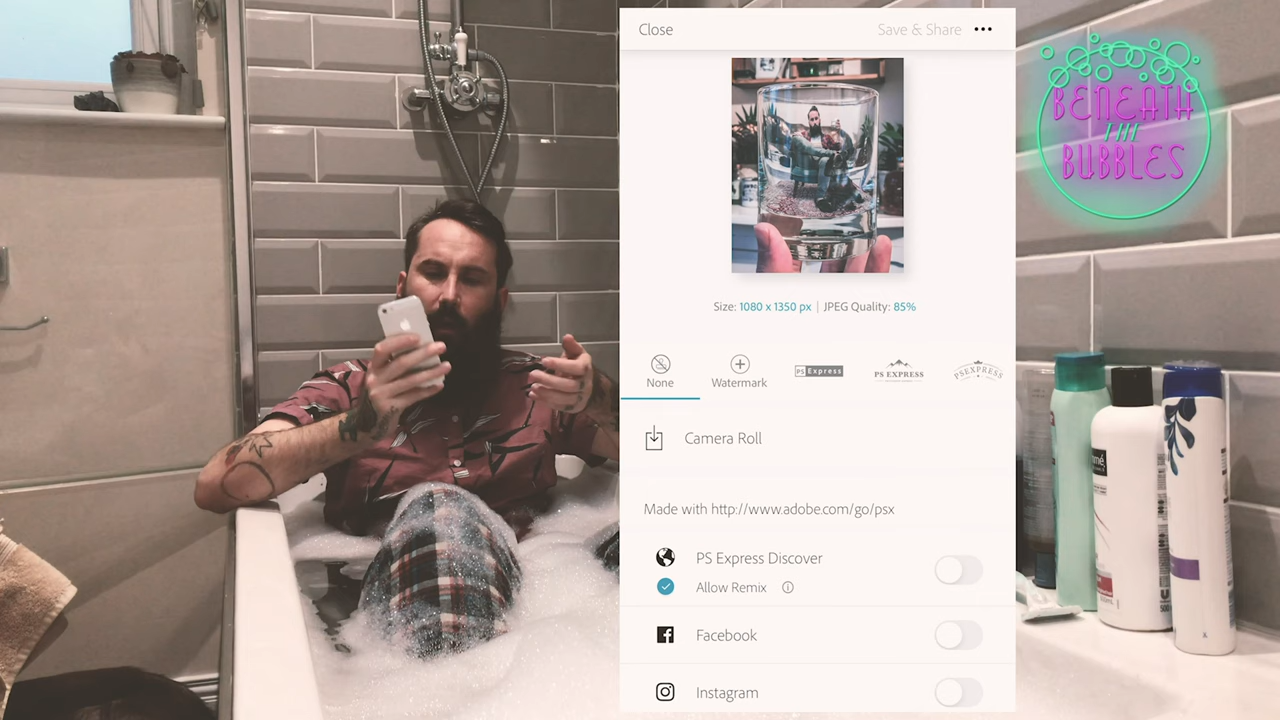 Close
Save & Share
BENEATH
THE
BUBBLES
Size: 1080 x 1350 px | JPEG Quality: 85%
None
Watermark
PS Express
PS EXPRESS
PSEXPRESS
Camera Roll
Made with http://www.adobe.com/go/psx
PS Express Discover
Allow Remix
Facebook
Instagram